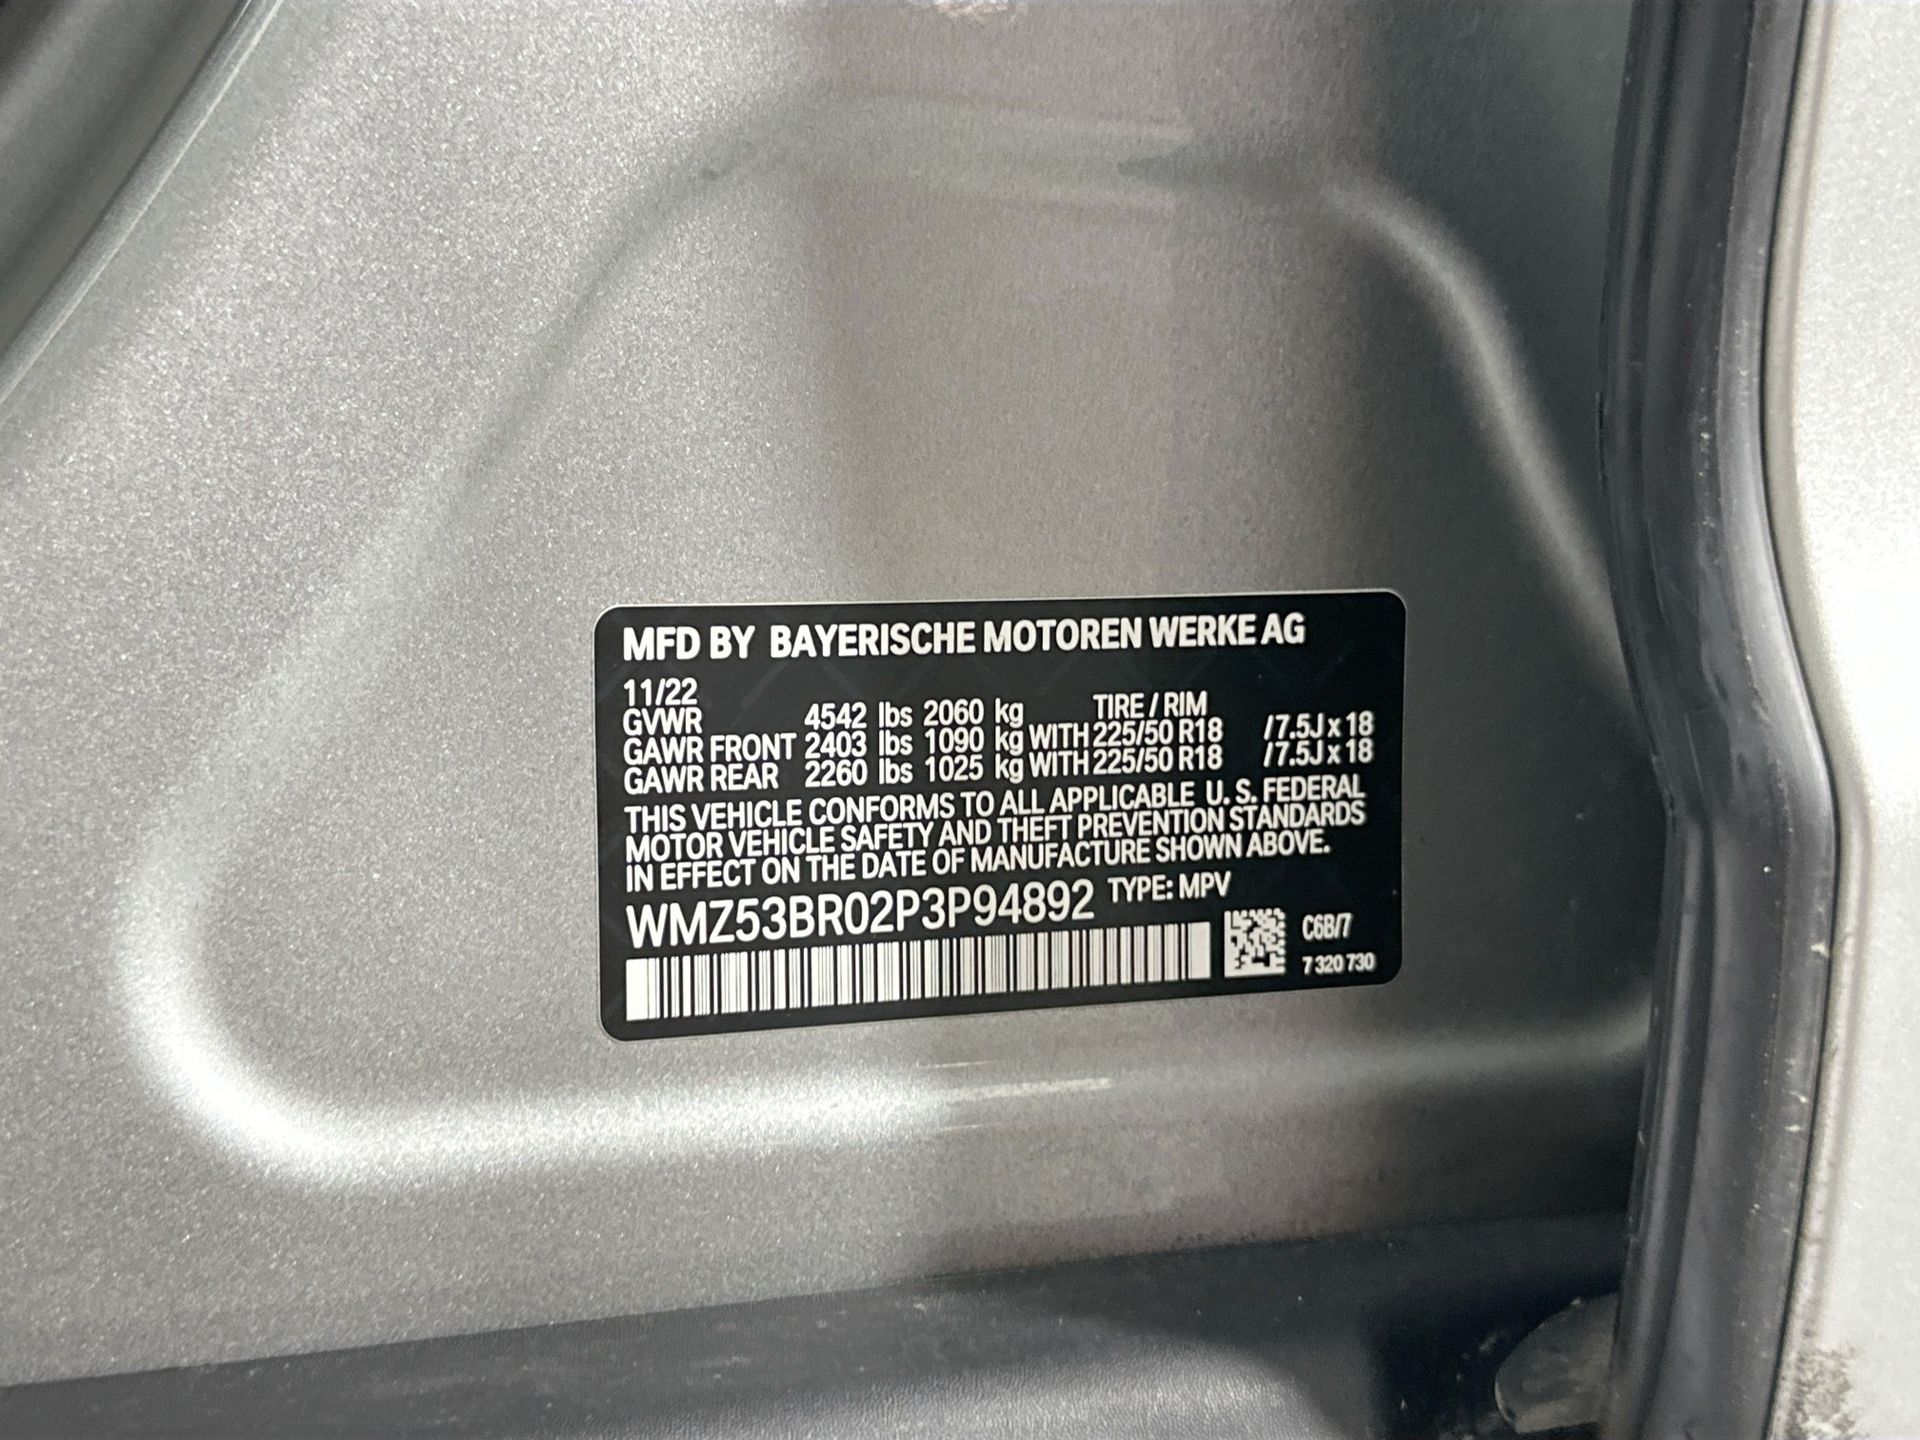 MFD BY BAYERISCHE MOTOREN WERKE AG
11/22
GVWR 4542 lbs 2060 kg TIRE / RIM
GAWR FRONT 2403 lbs 1090 kg WITH 225/50 R18 /7.5J x 18
GAWR REAR 2260 lbs 1025 kg WITH 225/50 R18 /7.5J x 18
THIS VEHICLE CONFORMS TO ALL APPLICABLE U. S. FEDERAL
MOTOR VEHICLE SAFETY AND THEFT PREVENTION STANDARDS
IN EFFECT ON THE DATE OF MANUFACTURE SHOWN ABOVE.
WMZ53BR02P3P94892 TYPE: MPV
C6B/7
7 320 730